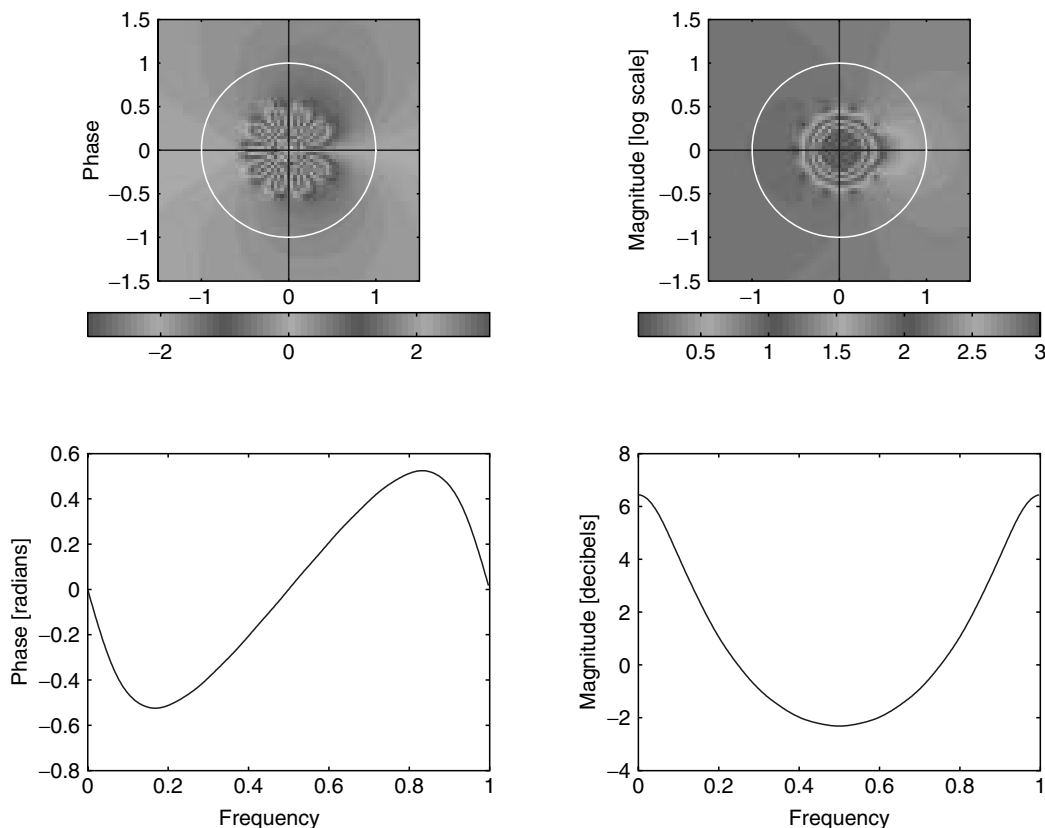 Phase
1.5
1
0.5
0
−0.5
−1
−1.5
−1 0 1
−2 0 2
Magnitude [log scale]
1.5
1
0.5
0
−0.5
−1
−1.5
−1 0 1
0.5 1 1.5 2 2.5 3
Phase [radians]
0.6
0.4
0.2
0
−0.2
−0.4
−0.6
−0.8
0 0.2 0.4 0.6 0.8 1
Frequency
Magnitude [decibels]
8
6
4
2
0
−2
−4
0 0.2 0.4 0.6 0.8 1
Frequency